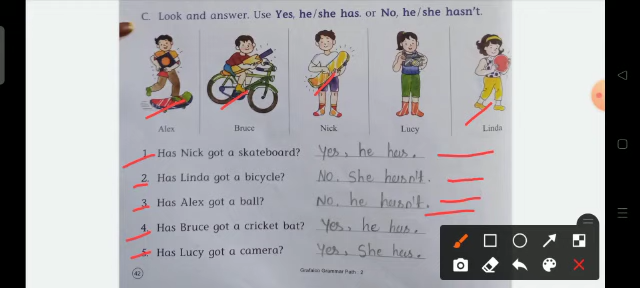 C. Look and answer. Use Yes, he/she has. or No, he/she hasn't.
Alex Bruce Nick Lucy Linda
1. Has Nick got a skateboard? Yes, he has.
2. Has Linda got a bicycle? No. She hasn't.
3. Has Alex got a ball? No. he hasn't.
4. Has Bruce got a cricket bat? Yes, he has.
5. Has Lucy got a camera? Yes, She has.
42 Grafalco Grammar Path - 2